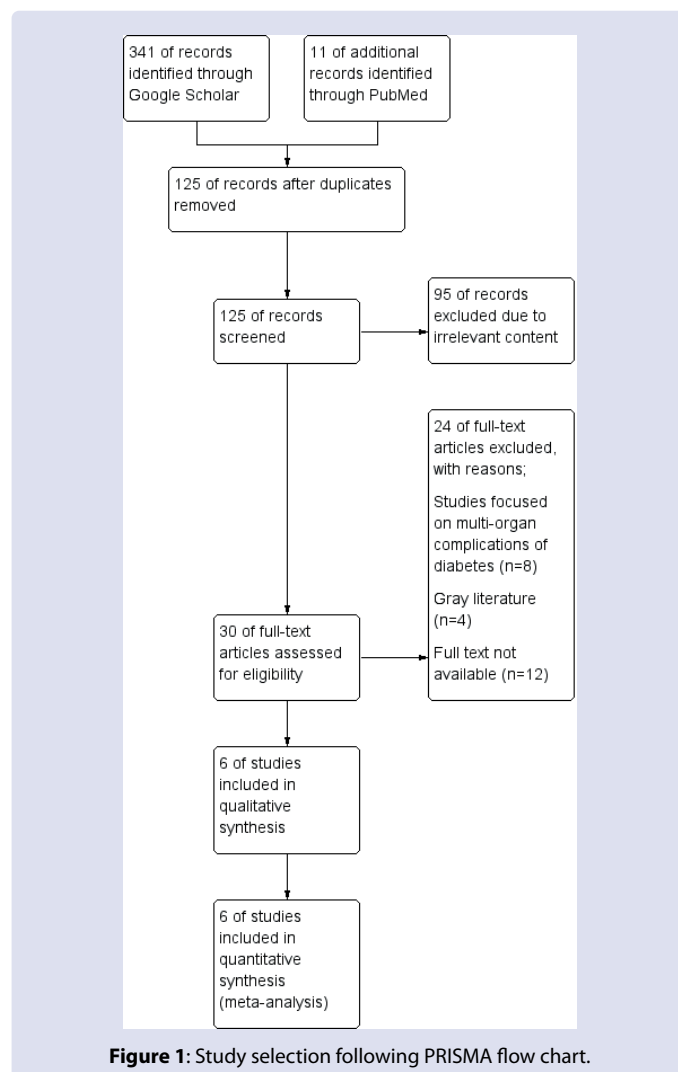 341 of records
identified through
Google Scholar
11 of additional
records identified
through PubMed
125 of records after duplicates
removed
125 of records
screened
95 of records
excluded due to
irrelevant content
24 of full-text
articles excluded,
with reasons;
Studies focused
on multi-organ
complications of
diabetes (n=8)
Gray literature
(n=4)
Full text not
available (n=12)
30 of full-text
articles assessed
for eligibility
6 of studies
included in
qualitative
synthesis
6 of studies
included in
quantitative
synthesis
(meta-analysis)
Figure 1: Study selection following PRISMA flow chart.